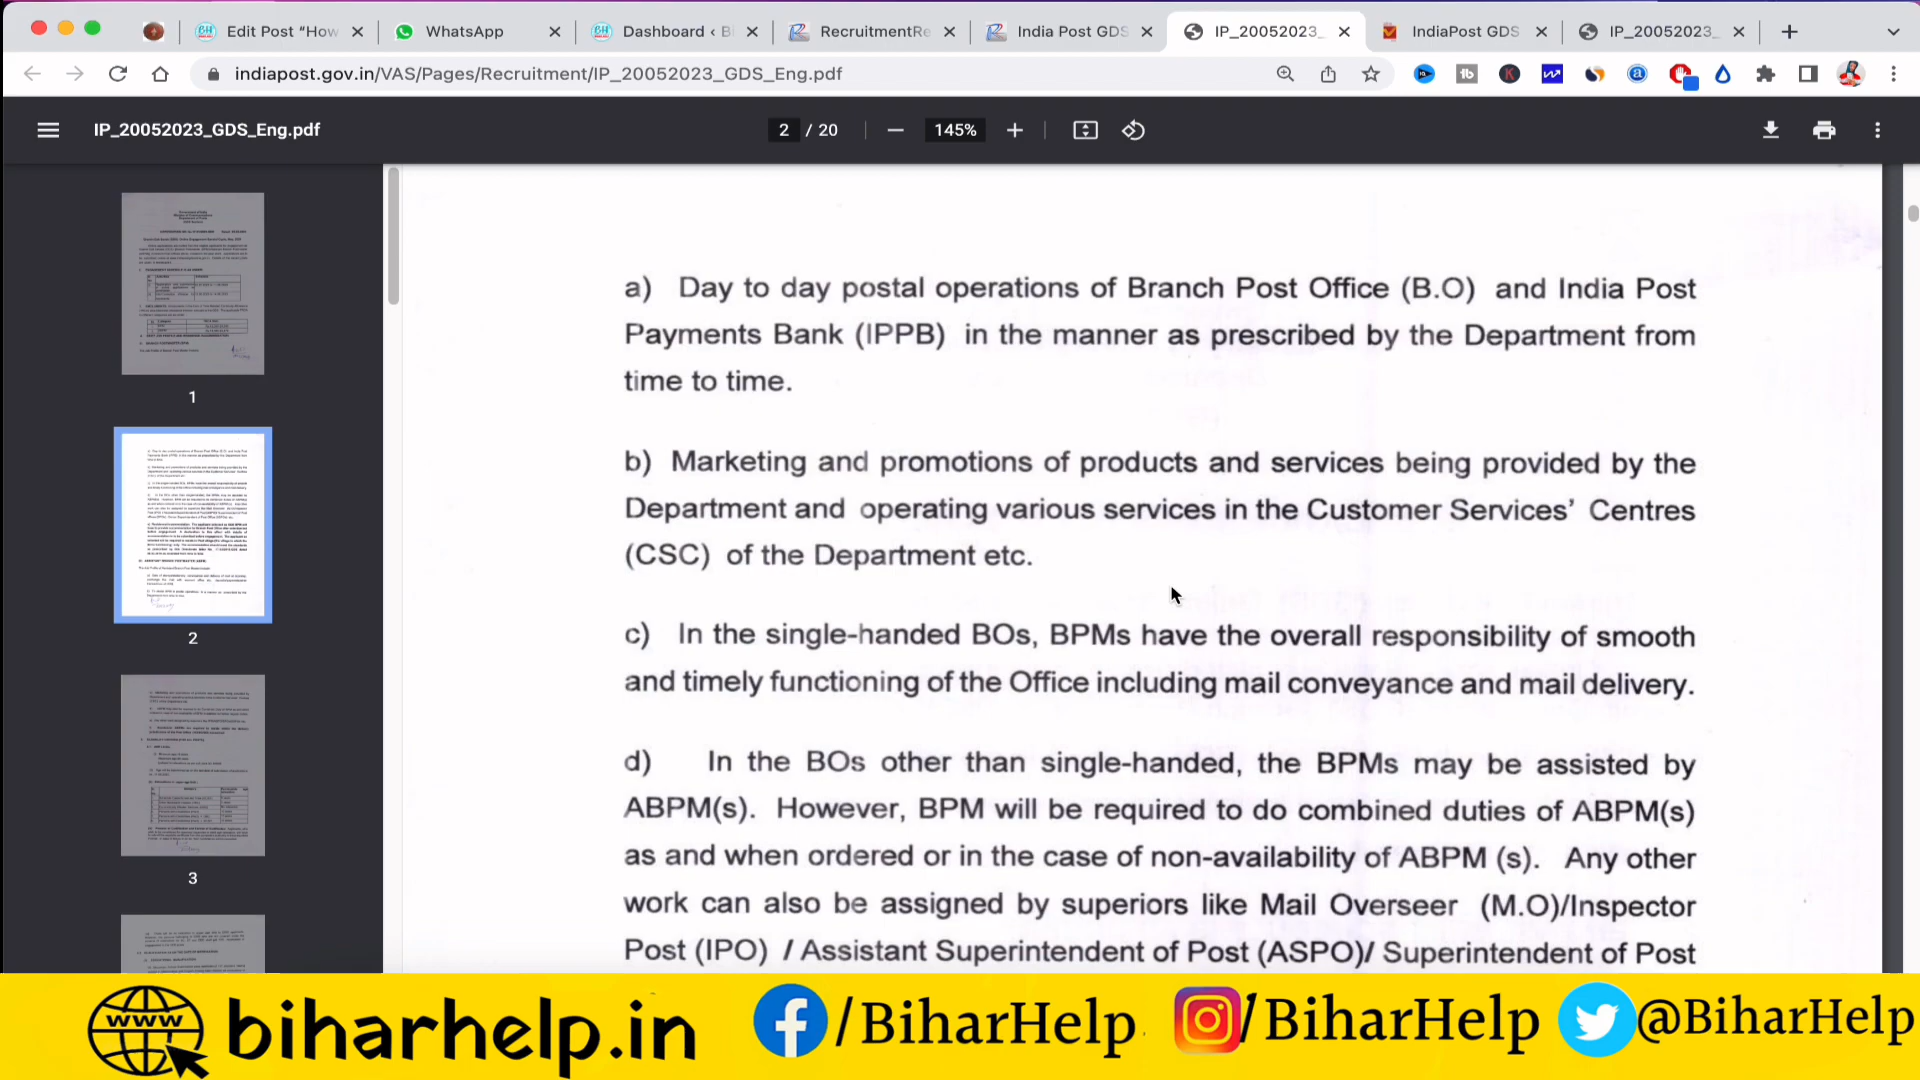 Edit Post “How
WhatsApp
Dashboard ‹ Bi
RecruitmentRe
India Post GDS
IP_20052023_
IndiaPost GDS
IP_20052023_
indiapost.gov.in/VAS/Pages/Recruitment/IP_20052023_GDS_Eng.pdf
IP_20052023_GDS_Eng.pdf
2 / 20
145%
1
2
3
a) Day to day postal operations of Branch Post Office (B.O) and India Post
Payments Bank (IPPB) in the manner as prescribed by the Department from
time to time.
b) Marketing and promotions of products and services being provided by the
Department and operating various services in the Customer Services’ Centres
(CSC) of the Department etc.
c) In the single-handed BOs, BPMs have the overall responsibility of smooth
and timely functioning of the Office including mail conveyance and mail delivery.
d) In the BOs other than single-handed, the BPMs may be assisted by
ABPM(s). However, BPM will be required to do combined duties of ABPM(s)
as and when ordered or in the case of non-availability of ABPM (s). Any other
work can also be assigned by superiors like Mail Overseer (M.O)/Inspector
Post (IPO) / Assistant Superintendent of Post (ASPO)/ Superintendent of Post
www
biharhelp.in
/BiharHelp
/BiharHelp
@BiharHelp